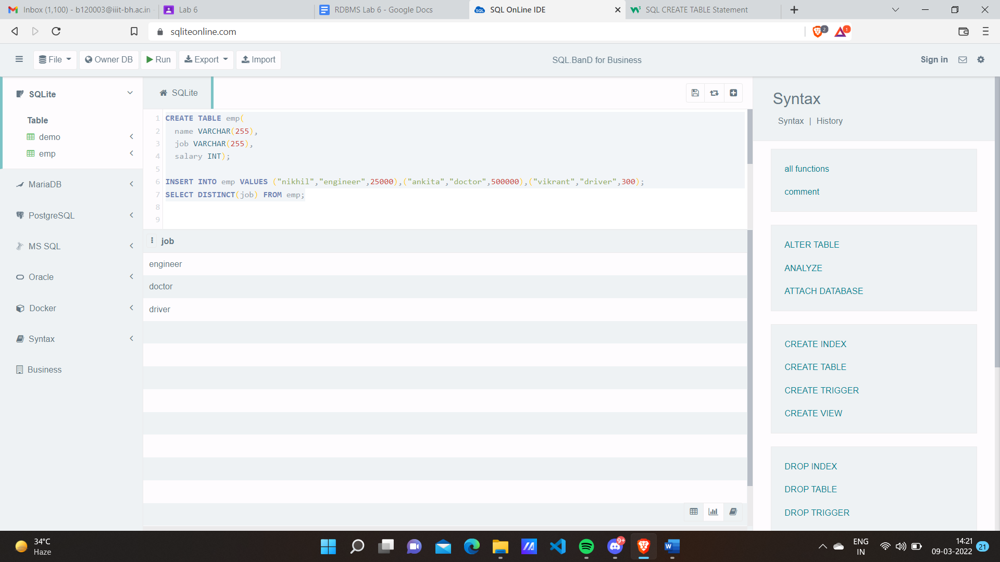 Inbox (1,100) - b120003@iiit-bh.ac.in -
Lab 6
RDBMS Lab 6 - Google Docs
SQL OnLine IDE
SQL CREATE TABLE Statement
sqliteonline.com
2
1
File
Owner DB
Run
Export
Import
SQL.BanD for Business
Sign in
SQLite
Table
demo
emp
MariaDB
PostgreSQL
MS SQL
Oracle
Docker
Syntax
Business
SQLite
1 CREATE TABLE emp(
2 name VARCHAR(255),
3 job VARCHAR(255),
4 salary INT);
5
6 INSERT INTO emp VALUES ("nikhil","engineer",25000),("ankita","doctor",500000),("vikrant","driver",300);
7 SELECT DISTINCT(job) FROM emp;
8
9
job
engineer
doctor
driver
Syntax
Syntax | History
all functions
comment
ALTER TABLE
ANALYZE
ATTACH DATABASE
CREATE INDEX
CREATE TABLE
CREATE TRIGGER
CREATE VIEW
DROP INDEX
DROP TABLE
DROP TRIGGER
34°C
Haze
9+
ENG
IN
14:21
09-03-2022
21